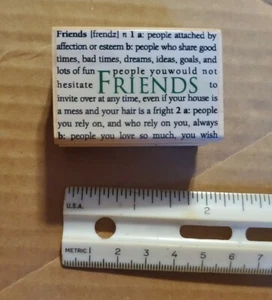 Friends [frendz] n 1 a: people attached by
affection or esteem b: people who share good
times, bad times, dreams, ideas, goals, and
lots of fun people youwould not
hesitate FRIENDS to
invite over at any time, even if your house is
a mess and your hair is a fright 2 a: people
you rely on, and who rely on you, always
b: people you love so much, you wish
U.S.A. 1 2
METRIC 1 2 3 4 5 6 7